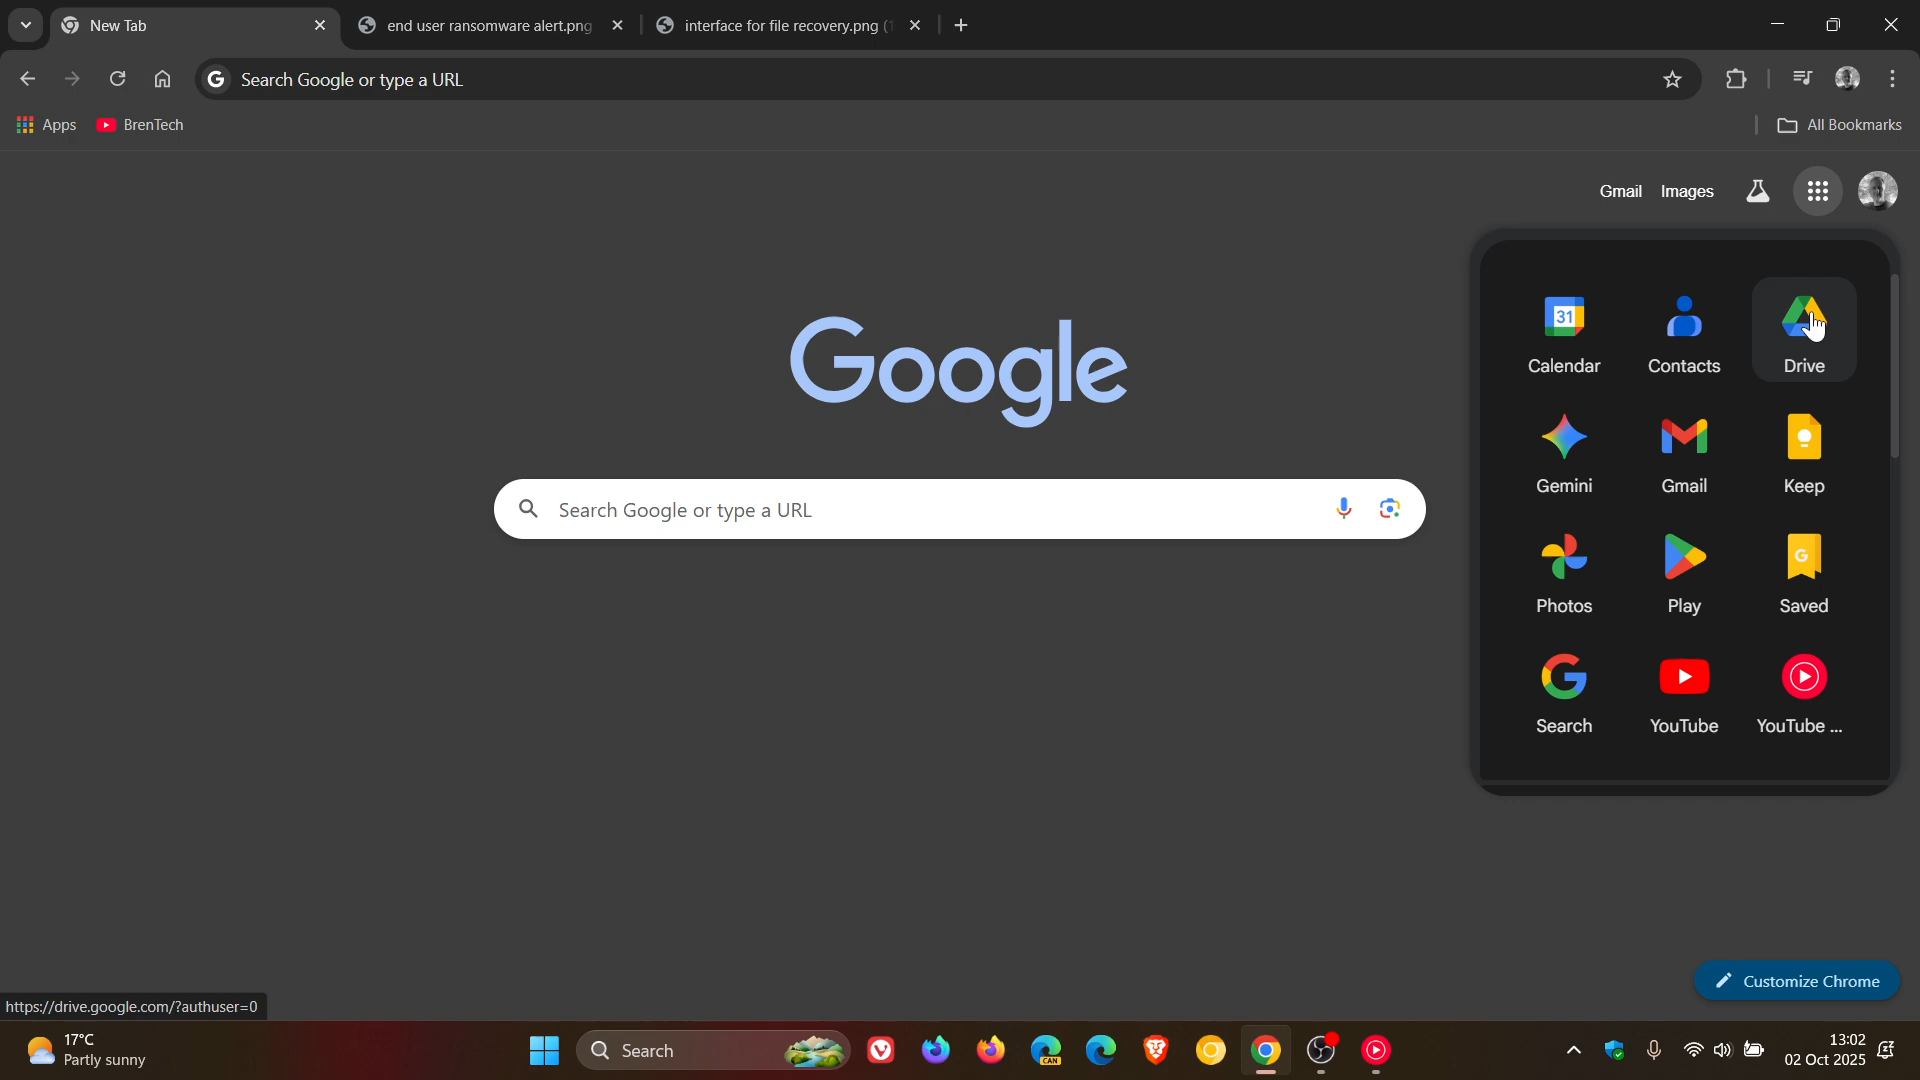 New Tab
end user ransomware alert.png
interface for file recovery.png (
Search Google or type a URL
Apps
BrenTech
All Bookmarks
Gmail
Images
Google
Search Google or type a URL
31
Calendar
Contacts
Drive
Gemini
Gmail
Keep
Photos
Play
G
Saved
Search
YouTube
YouTube ...
Customize Chrome
https://drive.google.com/?authuser=0
17°C
Partly sunny
Search
CAN
13:02
02 Oct 2025